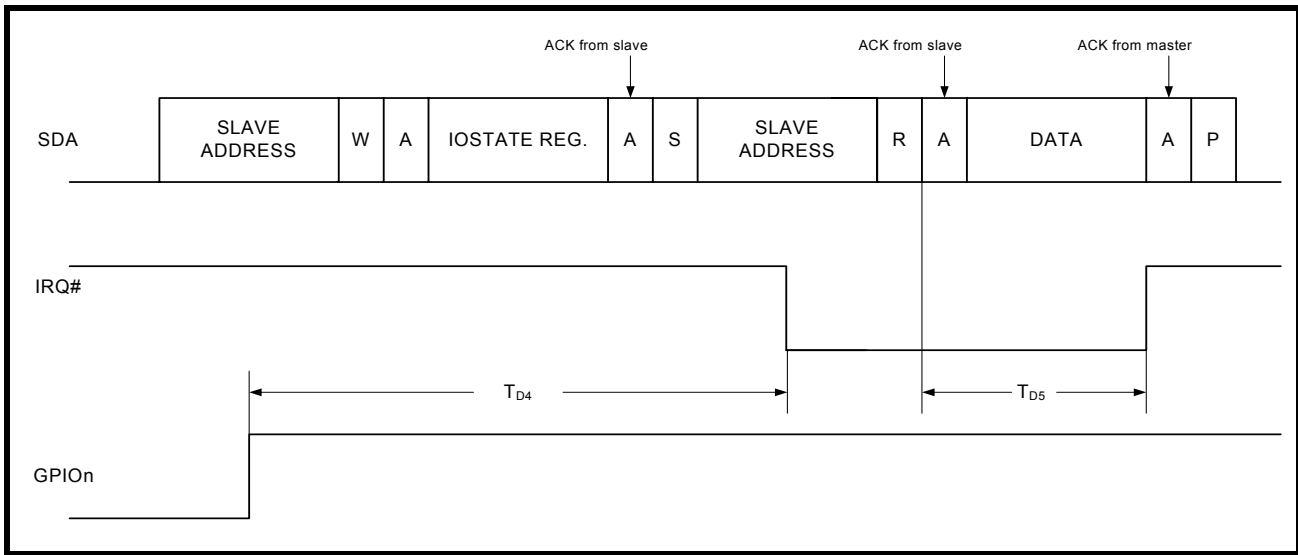 ACK from slave
ACK from slave
ACK from master
SDA
SLAVE
ADDRESS
W
A
IOSTATE REG.
A
S
SLAVE
ADDRESS
R
A
DATA
A
P
IRQ#
TD4
TD5
GPIOn